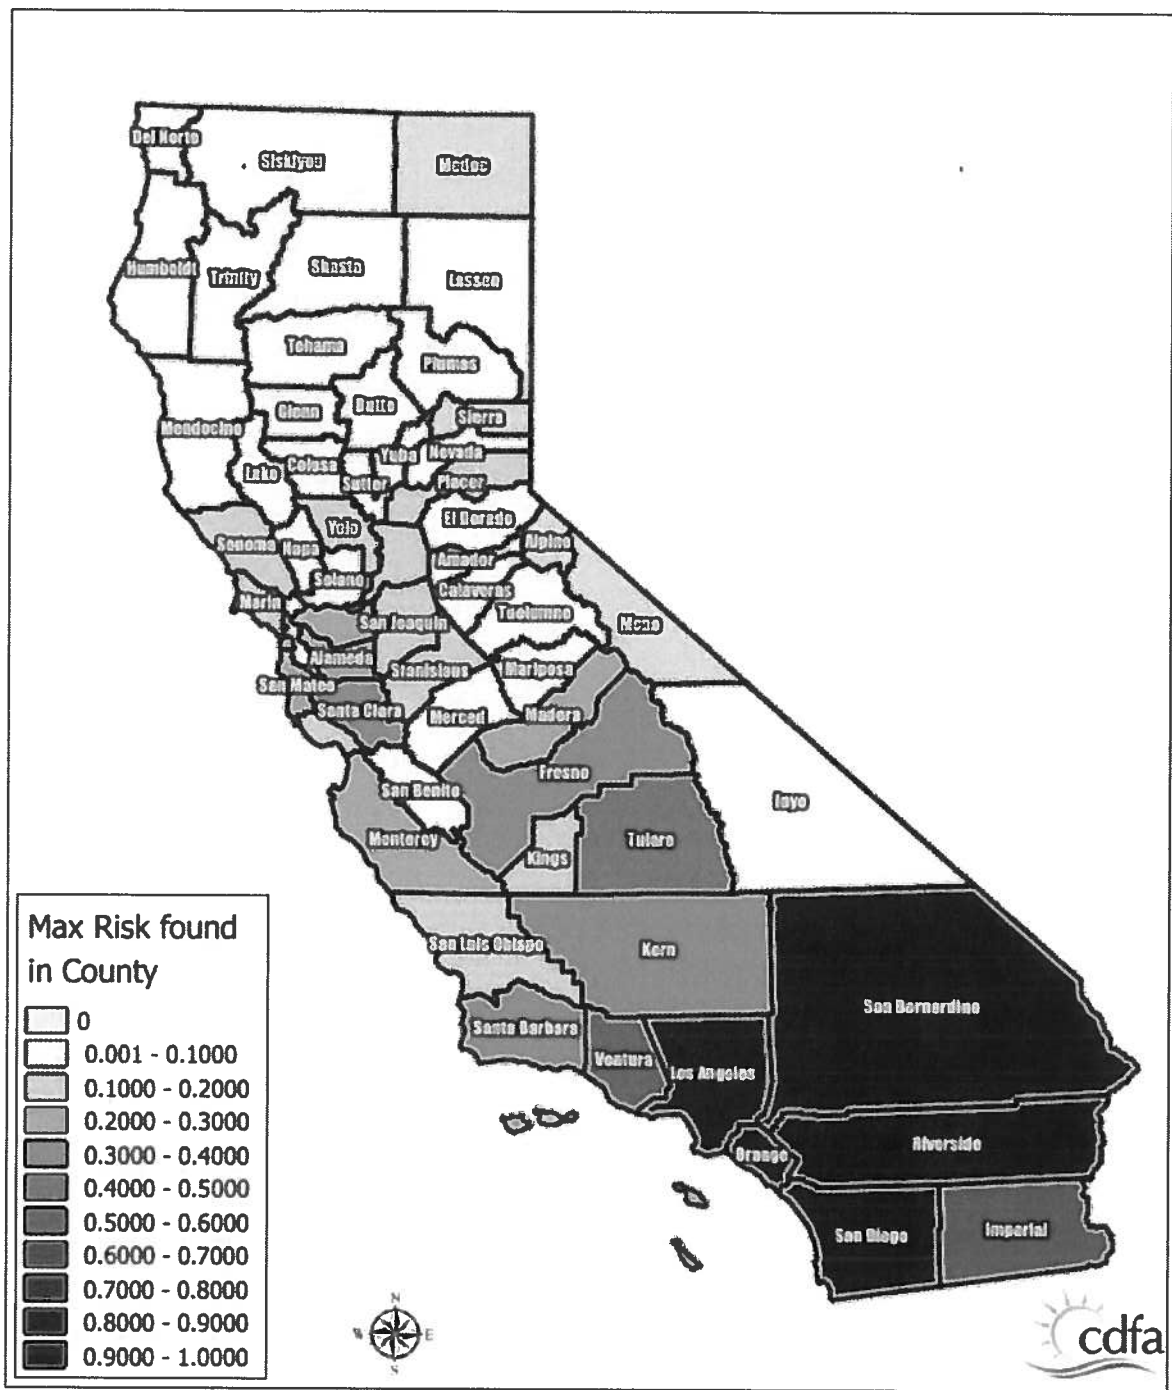 Del Norte
Siskiyou
Modoc
Humboldt
Trinity
Shasta
Lassen
Tehama
Plumas
Glenn
Butte
Sierra
Mendocino
Lake
Colusa
Yuba
Nevada
Sutter
Placer
Sonoma
Napa
Yolo
El Dorado
Alpine
Solano
Amador
Calaveras
Marin
San Joaquin
Tuolumne
Mono
Alameda
Stanislaus
Mariposa
San Mateo
Santa Clara
Merced
Madera
Fresno
San Benito
Inyo
Monterey
Kings
Tulare
San Luis Obispo
Kern
San Bernardino
Santa Barbara
Ventura
Los Angeles
Orange
Riverside
San Diego
Imperial
Max Risk found
in County
0
0.001 - 0.1000
0.1000 - 0.2000
0.2000 - 0.3000
0.3000 - 0.4000
0.4000 - 0.5000
0.5000 - 0.6000
0.6000 - 0.7000
0.7000 - 0.8000
0.8000 - 0.9000
0.9000 - 1.0000
N
W E
S
cdfa